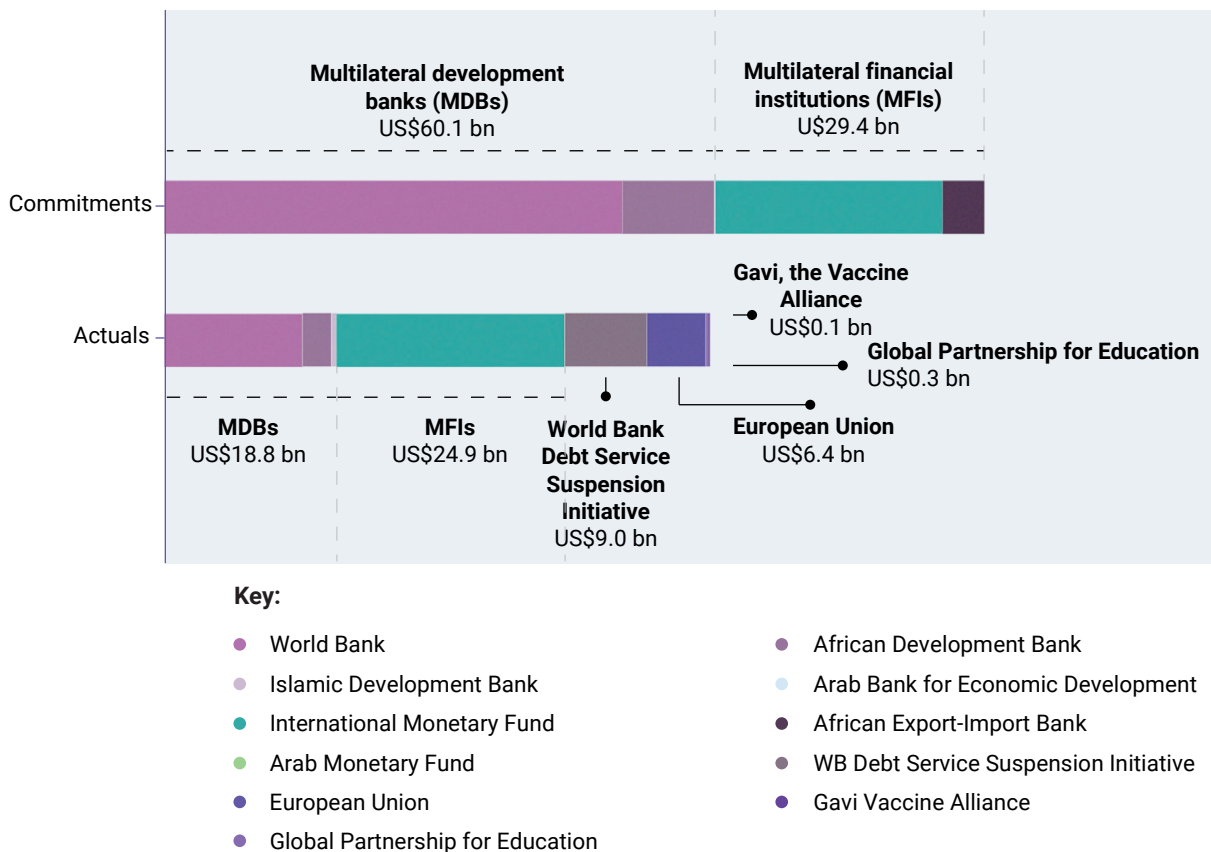 Multilateral development
banks (MDBs)
US$60.1 bn
Multilateral financial
institutions (MFIs)
U$29.4 bn
Commitments
Gavi, the Vaccine
Alliance
US$0.1 bn
Actuals
Global Partnership for Education
US$0.3 bn
MDBs
US$18.8 bn
MFIs
US$24.9 bn
World Bank
Debt Service
Suspension
Initiative
US$9.0 bn
European Union
US$6.4 bn
Key:
World Bank
Islamic Development Bank
International Monetary Fund
Arab Monetary Fund
European Union
Global Partnership for Education
African Development Bank
Arab Bank for Economic Development
African Export-Import Bank
WB Debt Service Suspension Initiative
Gavi Vaccine Alliance